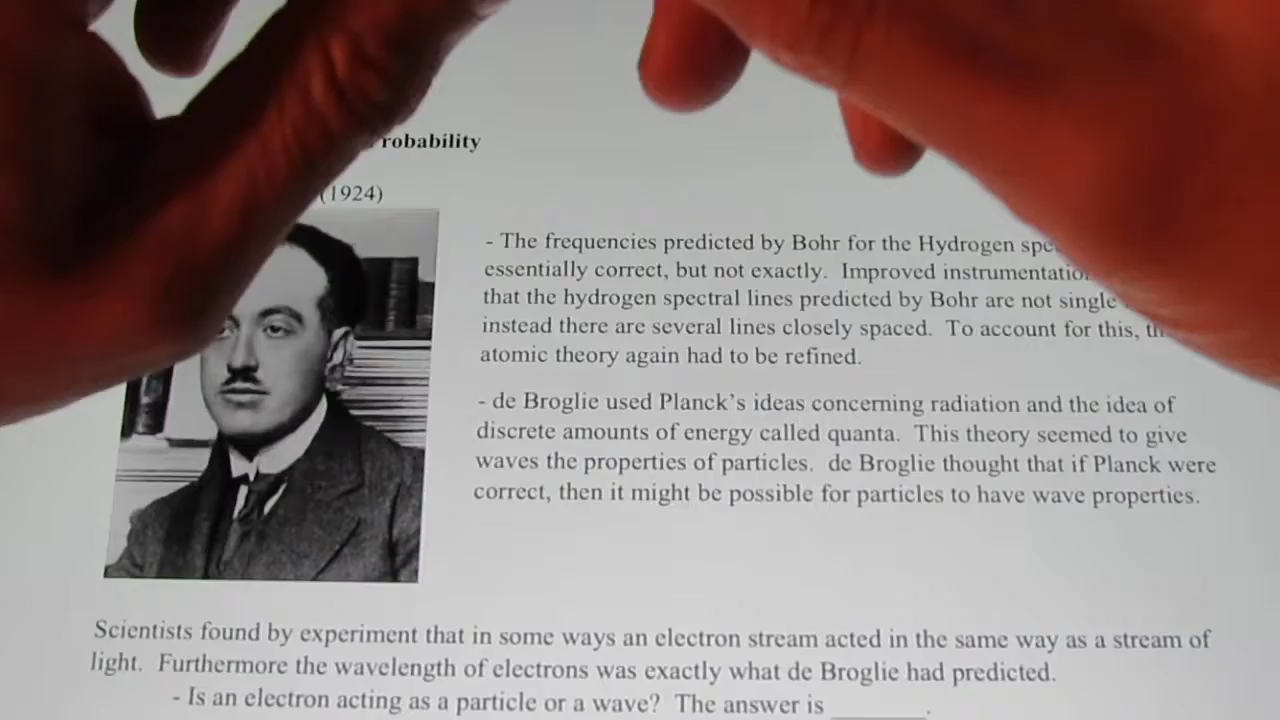 robability
(1924)
- The frequencies predicted by Bohr for the Hydrogen
essentially correct, but not exactly. Improved
that the hydrogen spectral lines predicted by Bohr are not single
instead there are several lines closely spaced. To account for this,
atomic theory again had to be refined.
- de Broglie used Planck's ideas concerning radiation and the idea of
discrete amounts of energy called quanta. This theory seemed to give
waves the properties of particles. de Broglie thought that if Planck were
correct, then it might be possible for particles to have wave properties.
Scientists found by experiment that in some ways an electron stream acted in the same way as a stream of
light. Furthermore the wavelength of electrons was exactly what de Broglie had predicted.
- Is an electron acting as a particle or a wave? The answer is ________.